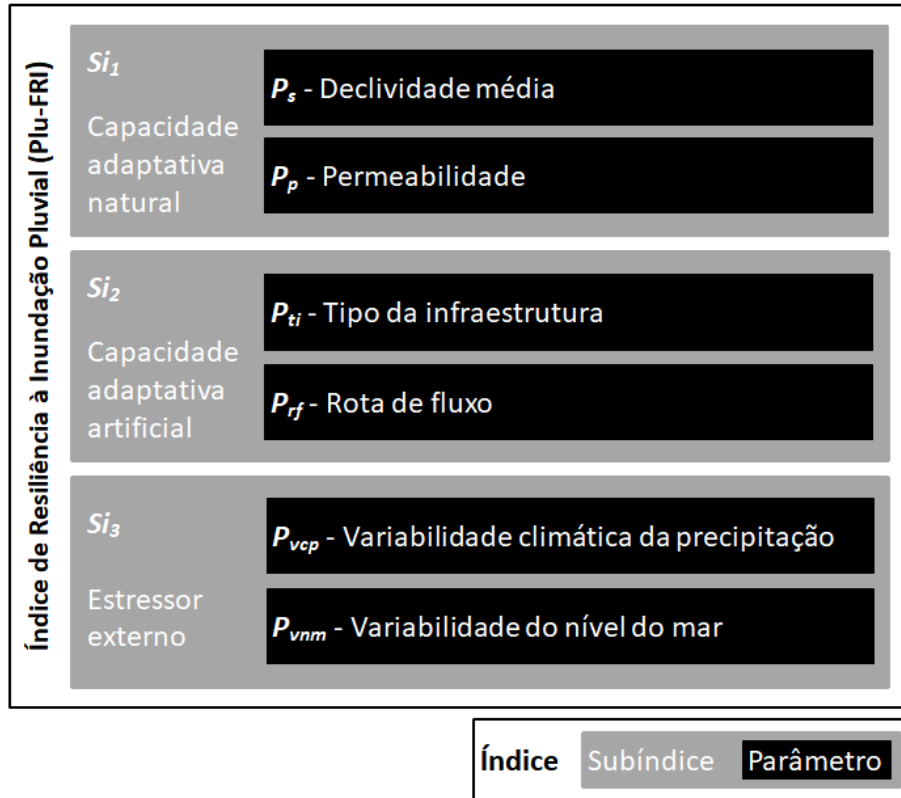 Índice de Resiliência à Inundação Pluvial (Plu-FRI)
Si1
Capacidade
adaptativa
natural
Ps - Declividade média
Pp - Permeabilidade
Si2
Capacidade
adaptativa
artificial
Pti - Tipo da infraestrutura
Prf - Rota de fluxo
Si3
Estressor
externo
Pvcp - Variabilidade climática da precipitação
Pvnm - Variabilidade do nível do mar
Índice Subíndice Parâmetro